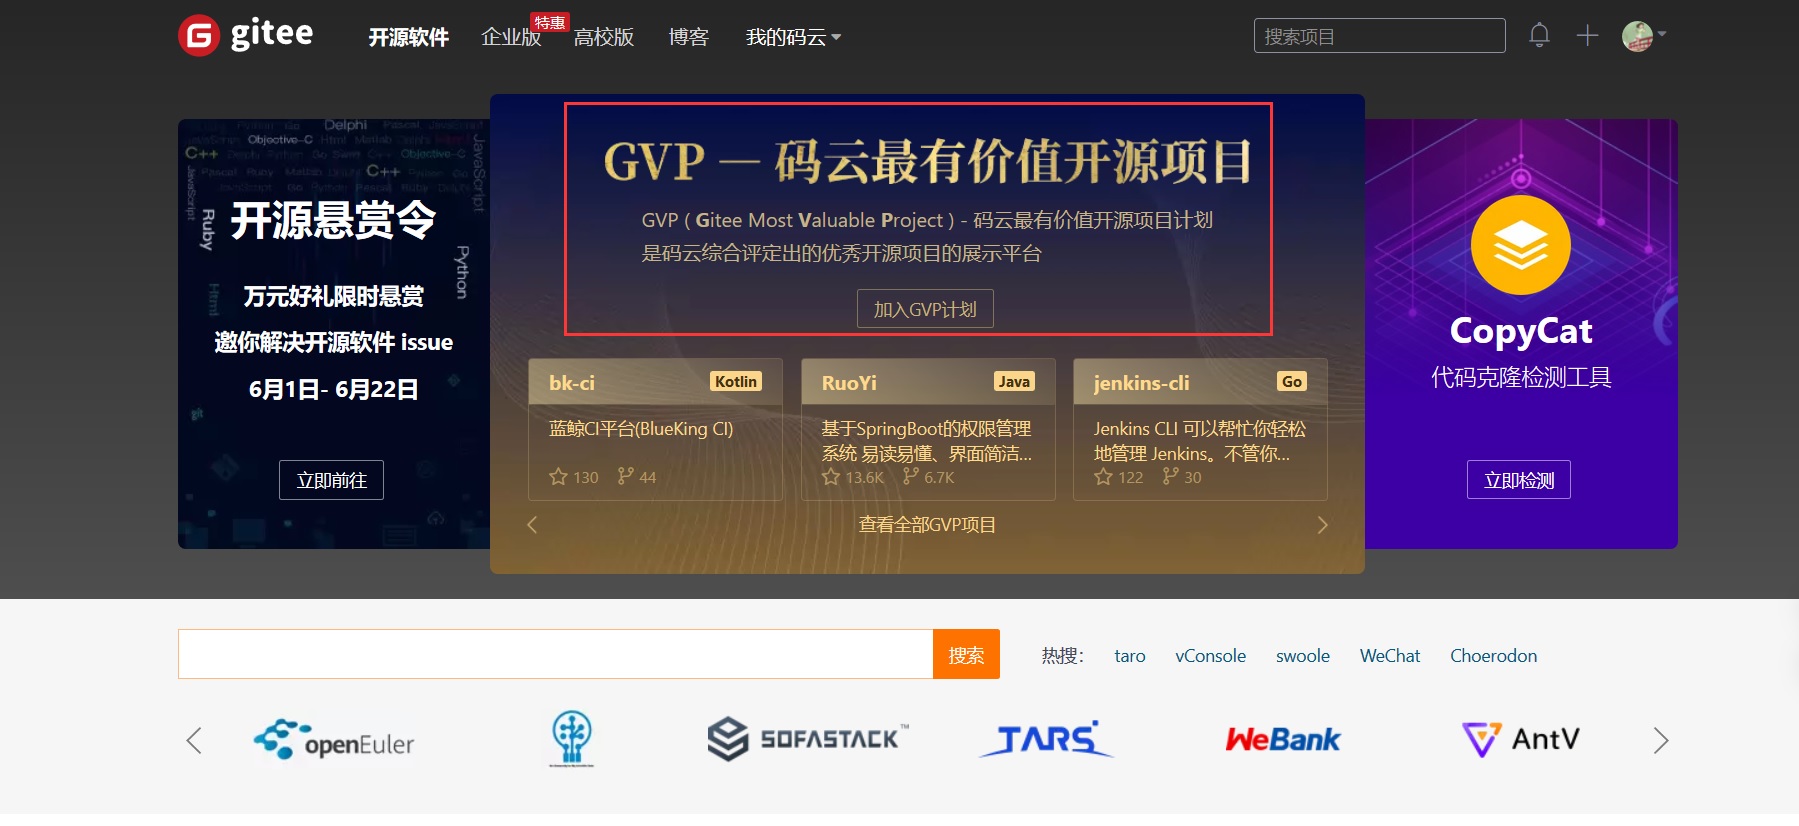 gitee
开源软件
企业版
特惠
高校版
博客
我的码云
搜索项目
Delphi
Objective-C
C++
Ruby
Python
JavaScript
Html
git
开源悬赏令
万元好礼限时悬赏
邀你解决开源软件 issue
6月1日- 6月22日
立即前往
GVP — 码云最有价值开源项目
GVP ( Gitee Most Valuable Project ) - 码云最有价值开源项目计划
是码云综合评定出的优秀开源项目的展示平台
加入GVP计划
bk-ci
Kotlin
蓝鲸CI平台(BlueKing CI)
130
44
RuoYi
Java
基于SpringBoot的权限管理
系统 易读易懂、界面简洁...
13.6K
6.7K
jenkins-cli
Go
Jenkins CLI 可以帮忙你轻松
地管理 Jenkins。不管你...
122
30
查看全部GVP项目
CopyCat
代码克隆检测工具
立即检测
搜索
热搜：
taro
vConsole
swoole
WeChat
Choerodon
openEuler
SOFASTACK™
TARS
WeBank
AntV